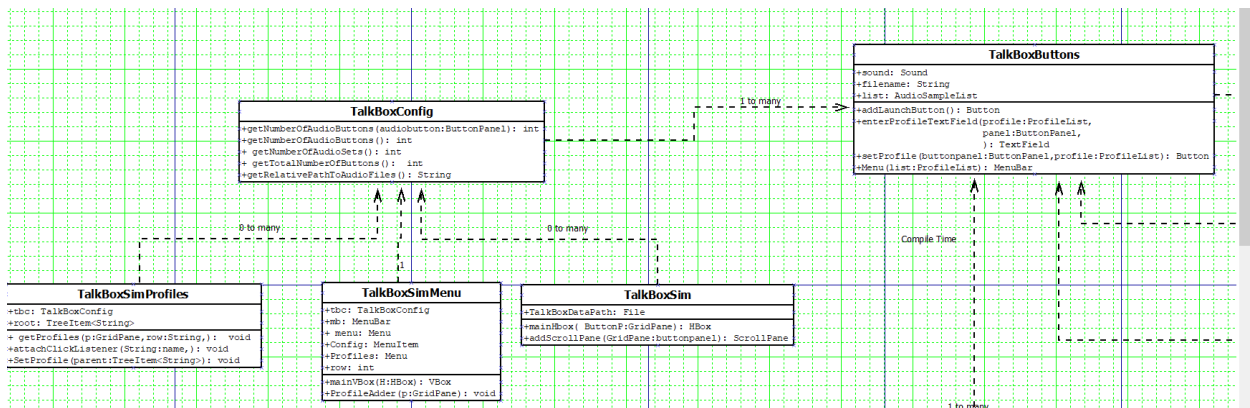 TalkBoxButtons
+sound: Sound
+filename: String
+list: AudioSampleList
+addLaunchButton(): Button
+enterProfileTextField(profile:ProfileList,
panel:ButtonPanel,
): TextField
+setProfile(buttonpanel:ButtonPanel,profile:ProfileList): Button
+Menu(list:ProfileList): MenuBar
1 to many
TalkBoxConfig
+getNumberOfAudioButtons(audiobutton:ButtonPanel): int
+getNumberOfAudioButtons(): int
+ getNumberOfAudioSets(): int
+ getTotalNumberOfButtons():  int
+getRelativePathToAudioFiles(): String
0 to many
0 to many
Compile Time
1
TalkBoxSimProfiles
+tbc: TalkBoxConfig
+root: TreeItem<String>
+ getProfiles(p:GridPane,row:String,):  void
+attachClickListener(String:name,): void
+SetProfile(parent:TreeItem<String>): void
TalkBoxSimMenu
+tbc: TalkBoxConfig
+mb: MenuBar
+ menu: Menu
+Config: MenuItem
+Profiles: Menu
+row: int
+mainVBox(H:HBox): VBox
+ProfileAdder(p:GridPane): void
TalkBoxSim
+TalkBoxDataPath: File
+mainHbox( ButtonP:GridPane): HBox
+addScrollPane(GridPane:buttonpanel): ScrollPane
1 to many